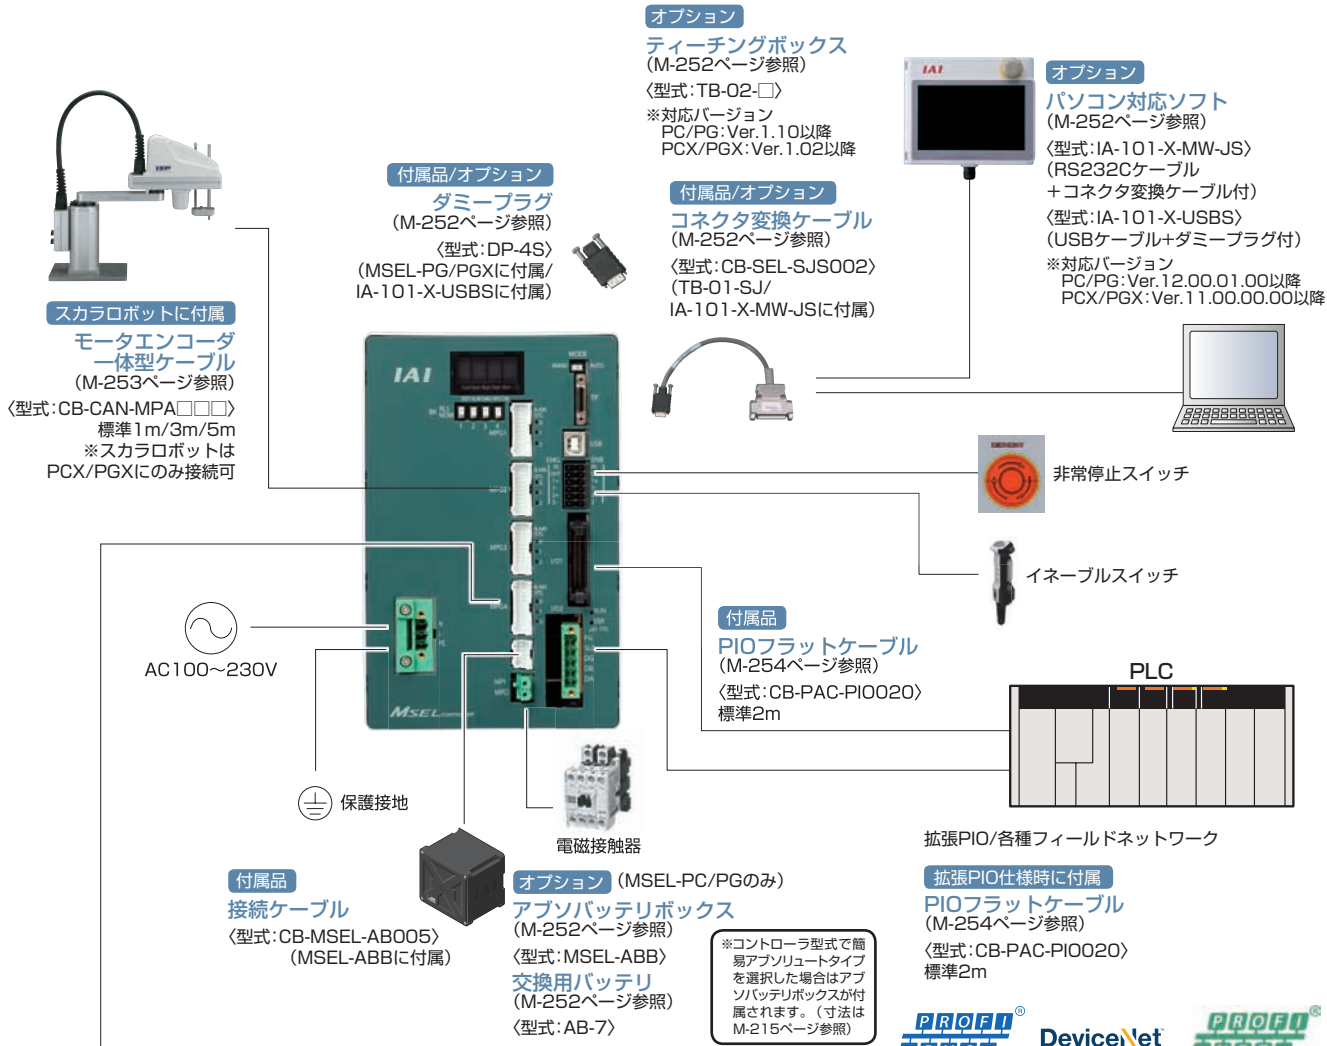 オプション
ティーチングボックス
(M-252ページ参照)
〈型式:TB-02-□〉
※対応バージョン
PC/PG:Ver.1.10以降
PCX/PGX:Ver.1.02以降
IAI
オプション
パソコン対応ソフト
(M-252ページ参照)
〈型式:IA-101-X-MW-JS〉
(RS232Cケーブル
+コネクタ変換ケーブル付)
〈型式:IA-101-X-USBS〉
(USBケーブル+ダミープラグ付)
※対応バージョン
PC/PG:Ver.12.00.01.00以降
PCX/PGX:Ver.11.00.00.00以降
付属品/オプション
ダミープラグ
(M-252ページ参照)
〈型式:DP-4S〉
(MSEL-PG/PGXに付属/
IA-101-X-USBSに付属)
付属品/オプション
コネクタ変換ケーブル
(M-252ページ参照)
〈型式:CB-SEL-SJS002〉
(TB-01-SJ/
IA-101-X-MW-JSに付属)
スカラロボットに付属
モータエンコーダ
一体型ケーブル
(M-253ページ参照)
〈型式:CB-CAN-MPA□□□〉
標準1m/3m/5m
※スカラロボットは
PCX/PGXにのみ接続可
IAI
MODE
MANU
AUTO
TP
1 2 3 4
MPG1
USB
MPG2
MPG3
MPG4
I/O1
I/O2
N
PE
MPI
MPO
MSEL
非常停止スイッチ
イネーブルスイッチ
AC100〜230V
保護接地
付属品
PIOフラットケーブル
(M-254ページ参照)
〈型式:CB-PAC-PIO020〉
標準2m
PLC
電磁接触器
拡張PIO/各種フィールドネットワーク
拡張PIO仕様時に付属
PIOフラットケーブル
(M-254ページ参照)
〈型式:CB-PAC-PIO020〉
標準2m
付属品
接続ケーブル
〈型式:CB-MSEL-AB005〉
(MSEL-ABBに付属)
オプション (MSEL-PC/PGのみ)
アブソバッテリボックス
(M-252ページ参照)
〈型式:MSEL-ABB〉
交換用バッテリ
(M-252ページ参照)
〈型式:AB-7〉
※コントローラ型式で簡
易アブソリュートタイプ
を選択した場合はアブ
ソバッテリボックスが付
属されます。(寸法は
M-215ページ参照)
PROFI®
DeviceNet
PROFI®